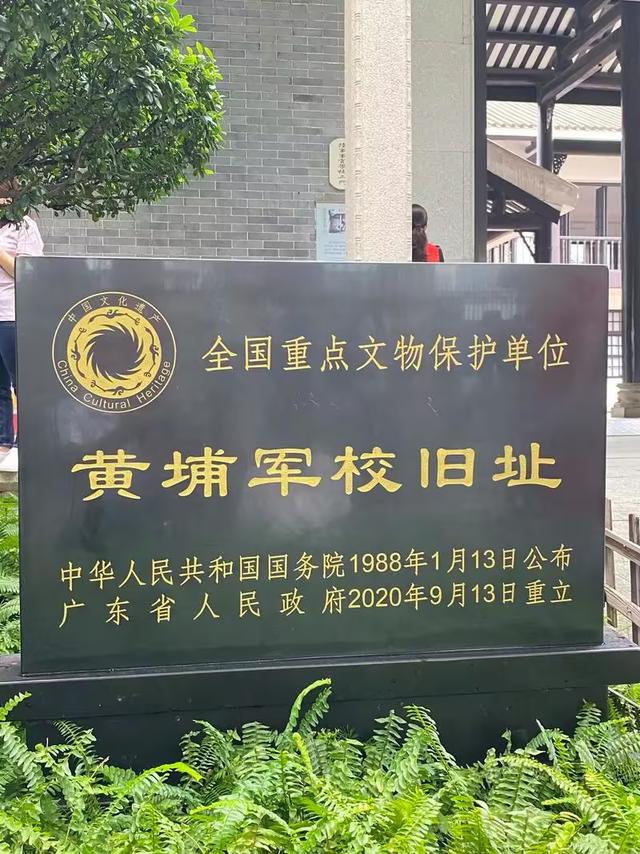 中国文化遗产
China Cultural Heritage
全国重点文物保护单位
黄埔军校旧址
中华人民共和国国务院1988年1月13日公布
广东省人民政府2020年9月13日重立